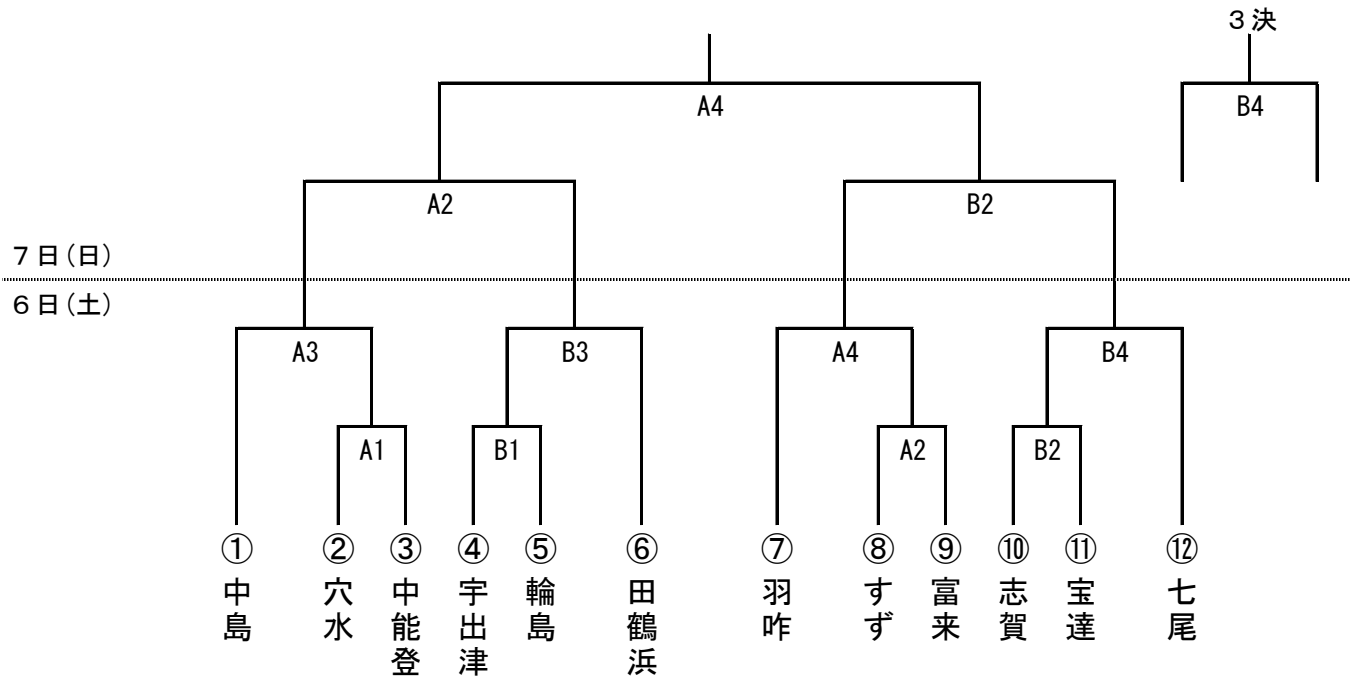 3決
A4
B4
A2
B2
7日(日)
6日(土)
A3
B3
A4
B4
A1
B1
A2
B2
①
②
③
④
⑤
⑥
⑦
⑧
⑨
⑩
⑪
⑫
中島
穴水
中能登
宇出津
輪島
田鶴浜
羽咋
すず
富来
志賀
宝達
七尾